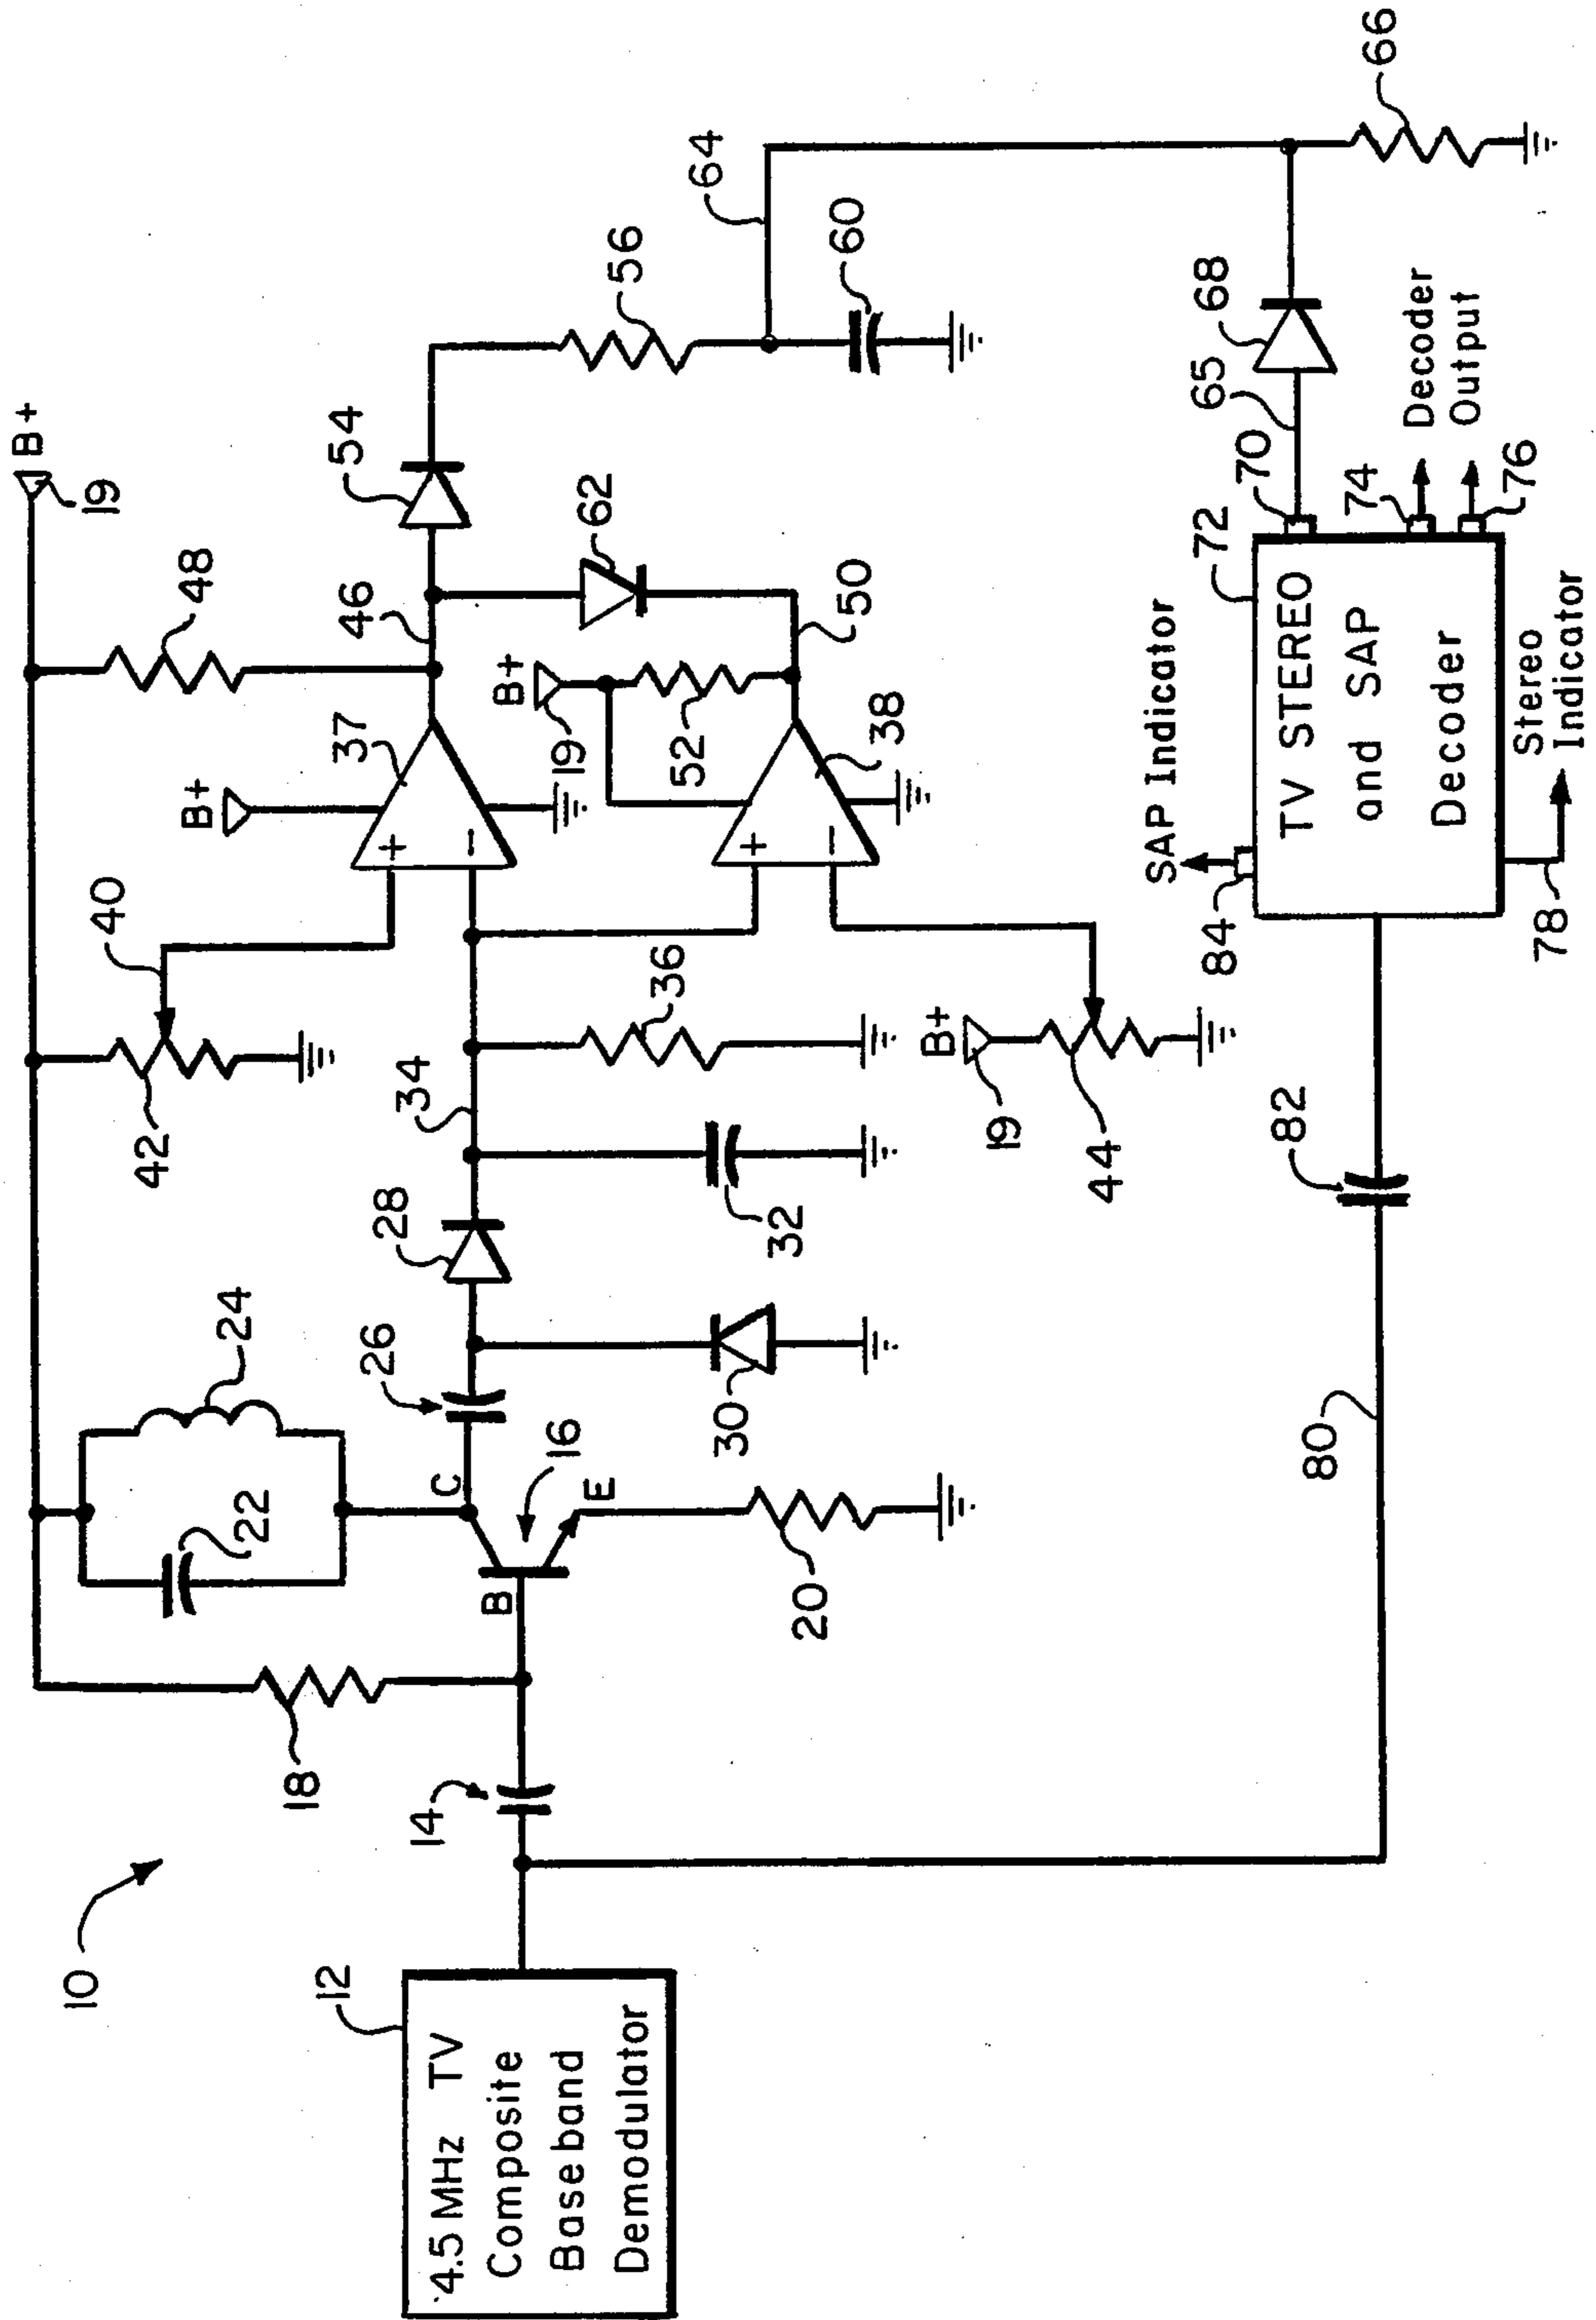 10
12
4.5 MHz TV
Composite
Baseband
Demodulator
14
18
B
C
E
16
20
22
24
26
28
30
32
34
36
40
42
B+
19
44
B+
37
+
−
46
48
B+
19
B+
19
52
+
−
38
50
54
62
56
60
64
66
65
68
70
72
TV STEREO
and SAP
Decoder
74
76
Decoder
Output
SAP Indicator
84
78
Stereo
Indicator
80
82